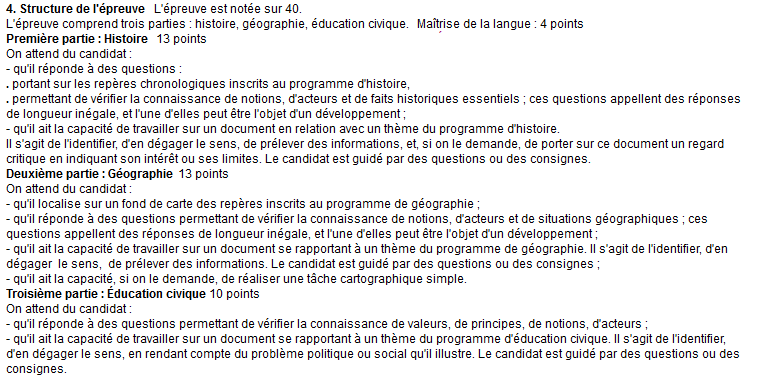 4. Structure de l'épreuve L'épreuve est notée sur 40.
L'épreuve comprend trois parties : histoire, géographie, éducation civique. Maîtrise de la langue : 4 points
Première partie : Histoire 13 points
On attend du candidat :
- qu'il réponde à des questions :
. portant sur les repères chronologiques inscrits au programme d'histoire,
. permettant de vérifier la connaissance de notions, d'acteurs et de faits historiques essentiels ; ces questions appellent des réponses
de longueur inégale, et l'une d'elles peut être l'objet d'un développement ;
- qu'il ait la capacité de travailler sur un document en relation avec un thème du programme d'histoire.
Il s'agit de l'identifier, d'en dégager le sens, de prélever des informations, et, si on le demande, de porter sur ce document un regard
critique en indiquant son intérêt ou ses limites. Le candidat est guidé par des questions ou des consignes.
Deuxième partie : Géographie 13 points
On attend du candidat :
- qu'il localise sur un fond de carte des repères inscrits au programme de géographie ;
- qu'il réponde à des questions permettant de vérifier la connaissance de notions, d'acteurs et de situations géographiques ; ces
questions appellent des réponses de longueur inégale, et l'une d'elles peut être l'objet d'un développement ;
- qu'il ait la capacité de travailler sur un document se rapportant à un thème du programme de géographie. Il s'agit de l'identifier, d'en
dégager le sens, de prélever des informations. Le candidat est guidé par des questions ou des consignes ;
- qu'il ait la capacité, si on le demande, de réaliser une tâche cartographique simple.
Troisième partie : Éducation civique 10 points
On attend du candidat :
- qu'il réponde à des questions permettant de vérifier la connaissance de valeurs, de principes, de notions, d'acteurs ;
- qu'il ait la capacité de travailler sur un document se rapportant à un thème du programme d'éducation civique. Il s'agit de l'identifier,
d'en dégager le sens, en rendant compte du problème politique ou social qu'il illustre. Le candidat est guidé par des questions ou des
consignes.